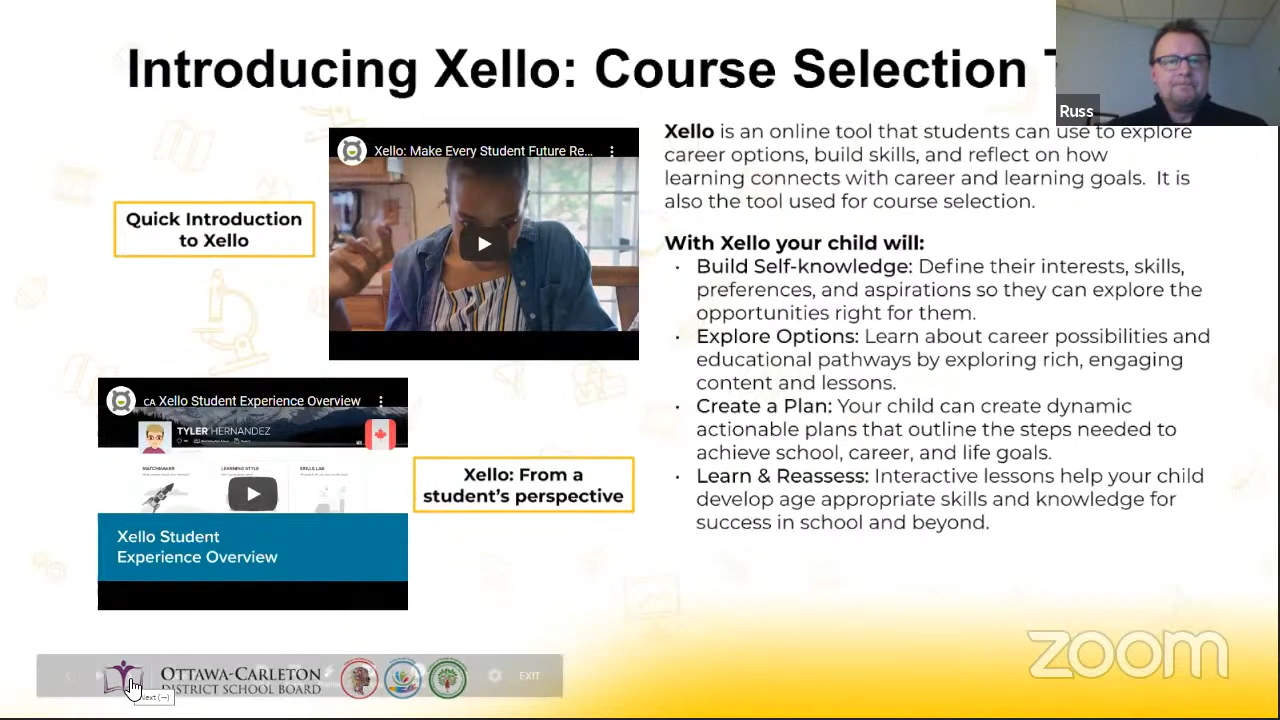 Introducing Xello: Course Selection
Russ
Xello: Make Every Student Future Re...
Quick Introduction
to Xello
Xello is an online tool that students can use to explore
career options, build skills, and reflect on how
learning connects with career and learning goals. It is
also the tool used for course selection.
With Xello your child will:
· Build Self-knowledge: Define their interests, skills,
preferences, and aspirations so they can explore the
opportunities right for them.
· Explore Options: Learn about career possibilities and
educational pathways by exploring rich, engaging
content and lessons.
· Create a Plan: Your child can create dynamic
actionable plans that outline the steps needed to
achieve school, career, and life goals.
· Learn & Reassess: Interactive lessons help your child
develop age appropriate skills and knowledge for
success in school and beyond.
CA Xello Student Experience Overview
TYLER HERNANDEZ
MATCHMAKER
LEARNING STYLE
SKILLS LAB
Xello Student
Experience Overview
Xello: From a
student's perspective
OTTAWA-CARLETON
DISTRICT SCHOOL BOARD
EXIT
Next (→)
zoom